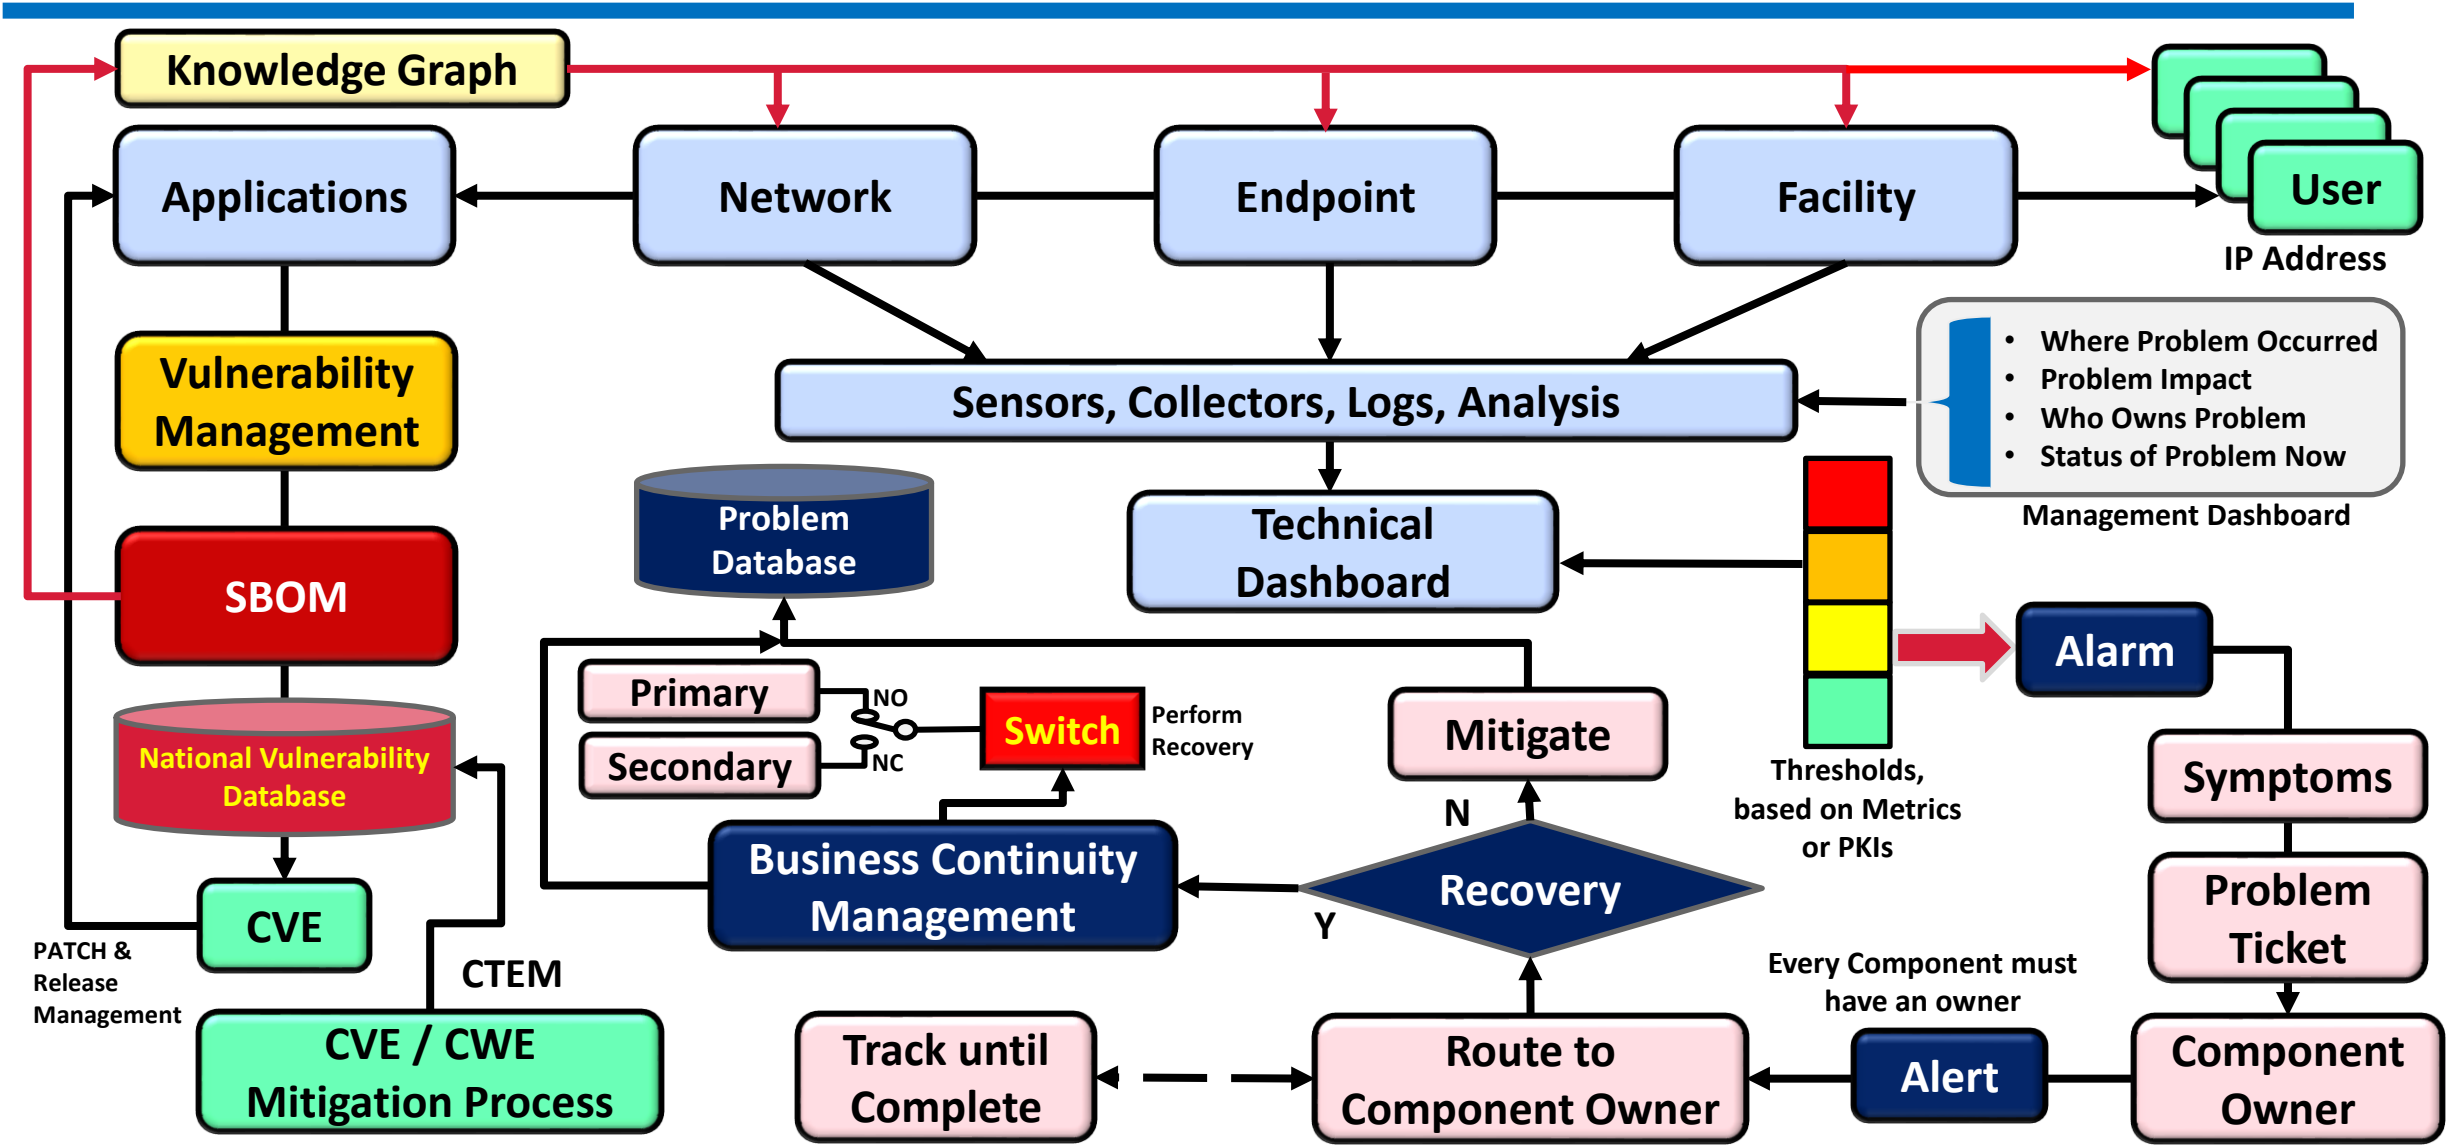 Knowledge Graph
Applications
Network
Endpoint
Facility
User
IP Address
Vulnerability
Management
Sensors, Collectors, Logs, Analysis
• Where Problem Occurred
• Problem Impact
• Who Owns Problem
• Status of Problem Now
Management Dashboard
Problem
Database
Technical
Dashboard
SBOM
Alarm
Primary
NO
Switch
Perform
Recovery
Secondary
NC
Mitigate
National Vulnerability
Database
Thresholds,
based on Metrics
or PKIs
Symptoms
N
Business Continuity
Management
Recovery
Y
Problem
Ticket
CVE
PATCH &
Release
Management
CTEM
Every Component must
have an owner
CVE / CWE
Mitigation Process
Track until
Complete
Route to
Component Owner
Alert
Component
Owner